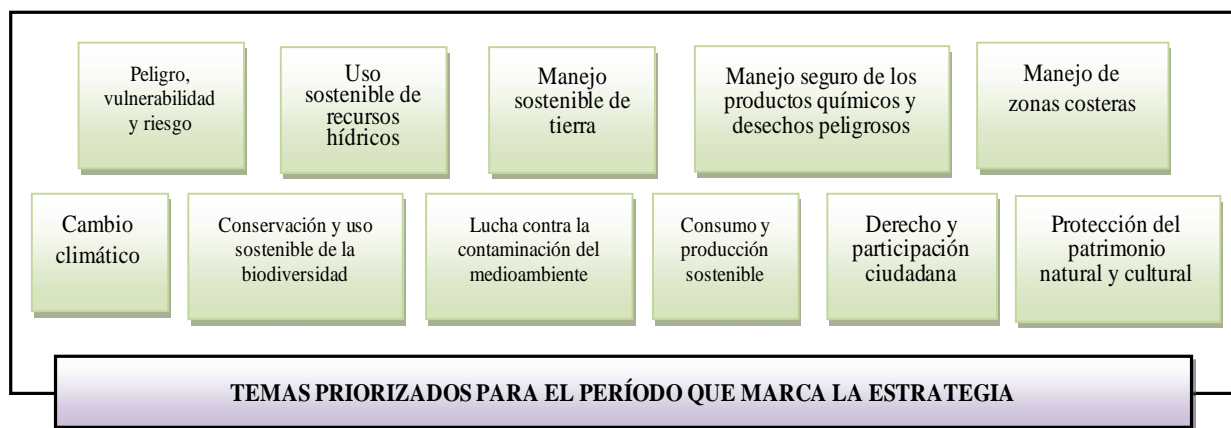 Peligro,
vulnerabilidad
y riesgo
Uso
sostenible de
recursos
hídricos
Manejo
sostenible de
tierra
Manejo seguro de los
productos químicos y
desechos peligrosos
Manejo de
zonas costeras
Cambio
climático
Conservación y uso
sostenible de la
biodiversidad
Lucha contra la
contaminación del
medioambiente
Consumo y
producción
sostenible
Derecho y
participación
ciudadana
Protección del
patrimonio
natural y cultural
TEMAS PRIORIZADOS PARA EL PERÍODO QUE MARCA LA ESTRATEGIA